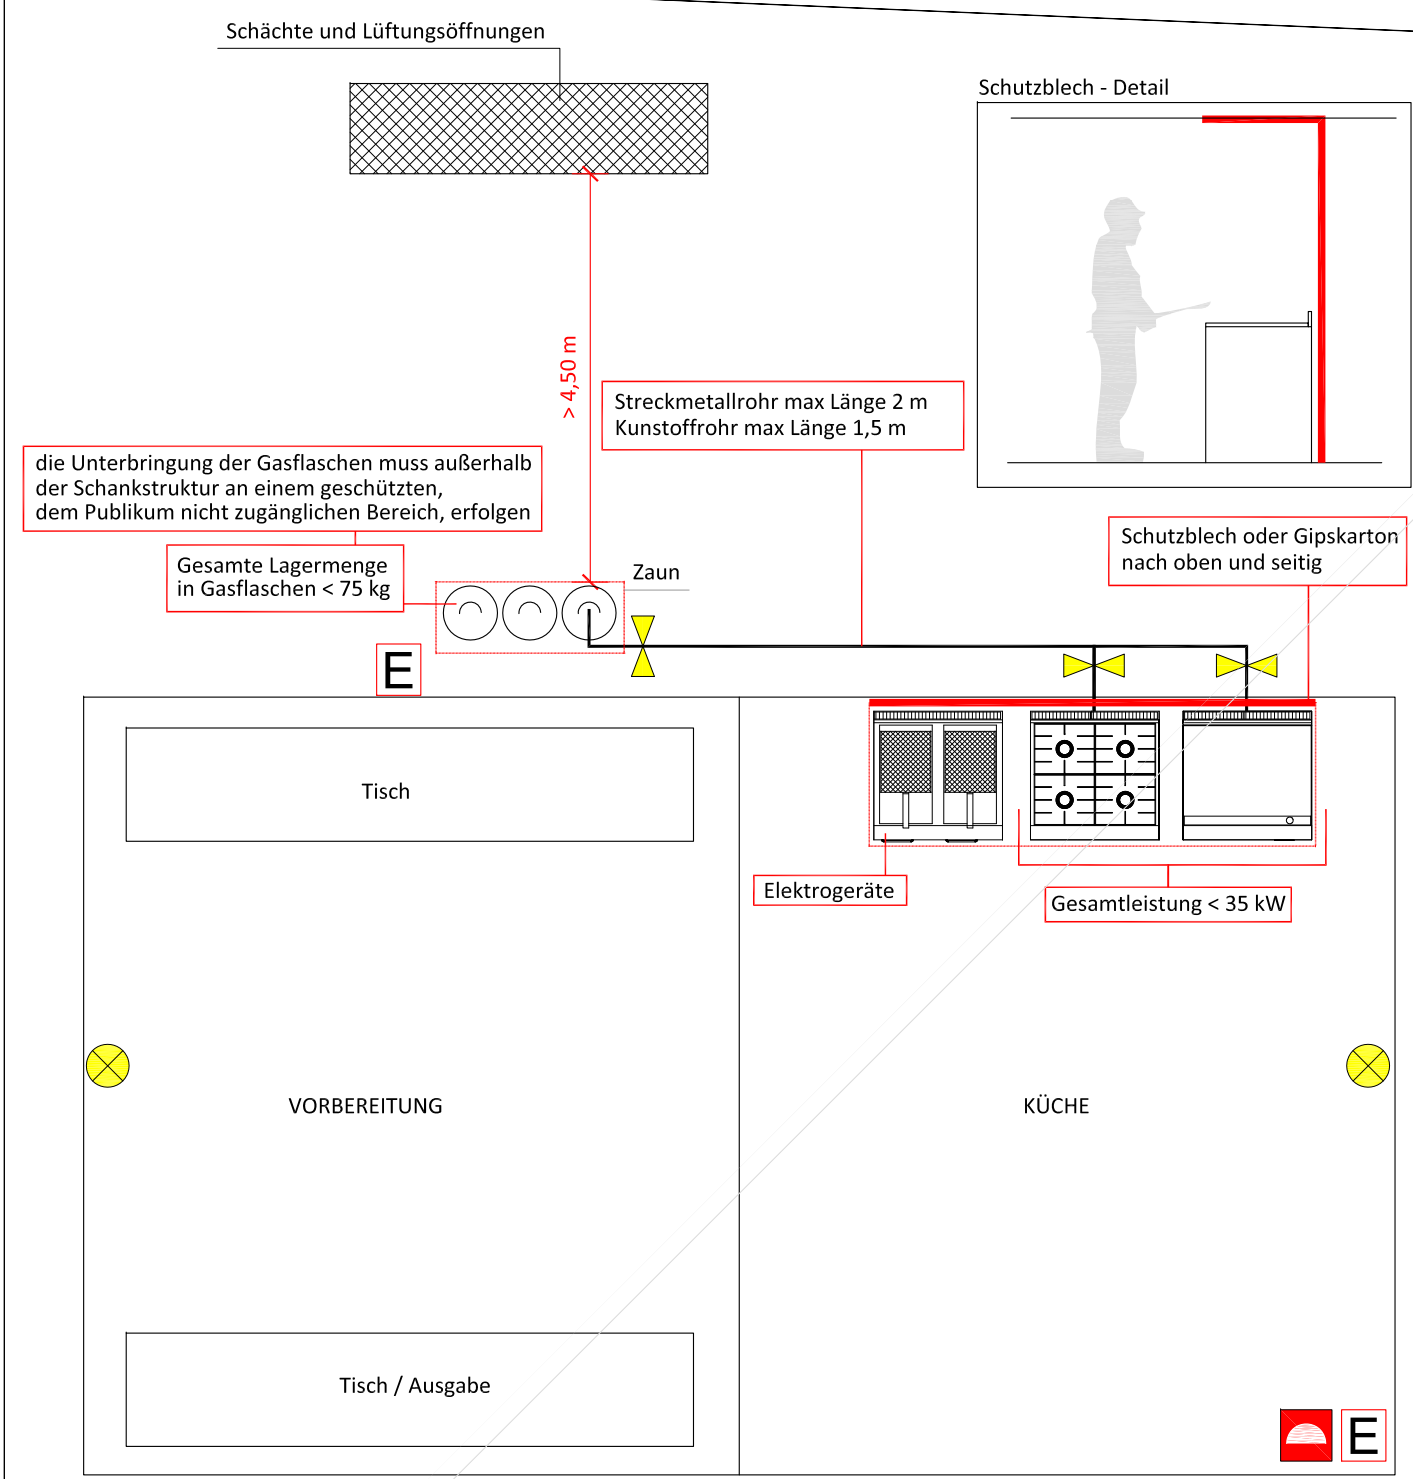 Schächte und Lüftungsöffnungen
Schutzblech - Detail
> 4,50 m
Streckmetallrohr max Länge 2 m
Kunstoffrohr max Länge 1,5 m
die Unterbringung der Gasflaschen muss außerhalb
der Schankstruktur an einem geschützten,
dem Publikum nicht zugänglichen Bereich, erfolgen
Gesamte Lagermenge
in Gasflaschen < 75 kg
Zaun
Schutzblech oder Gipskarton
nach oben und seitig
E
Tisch
Elektrogeräte
Gesamtleistung < 35 kW
VORBEREITUNG
KÜCHE
Tisch / Ausgabe
E